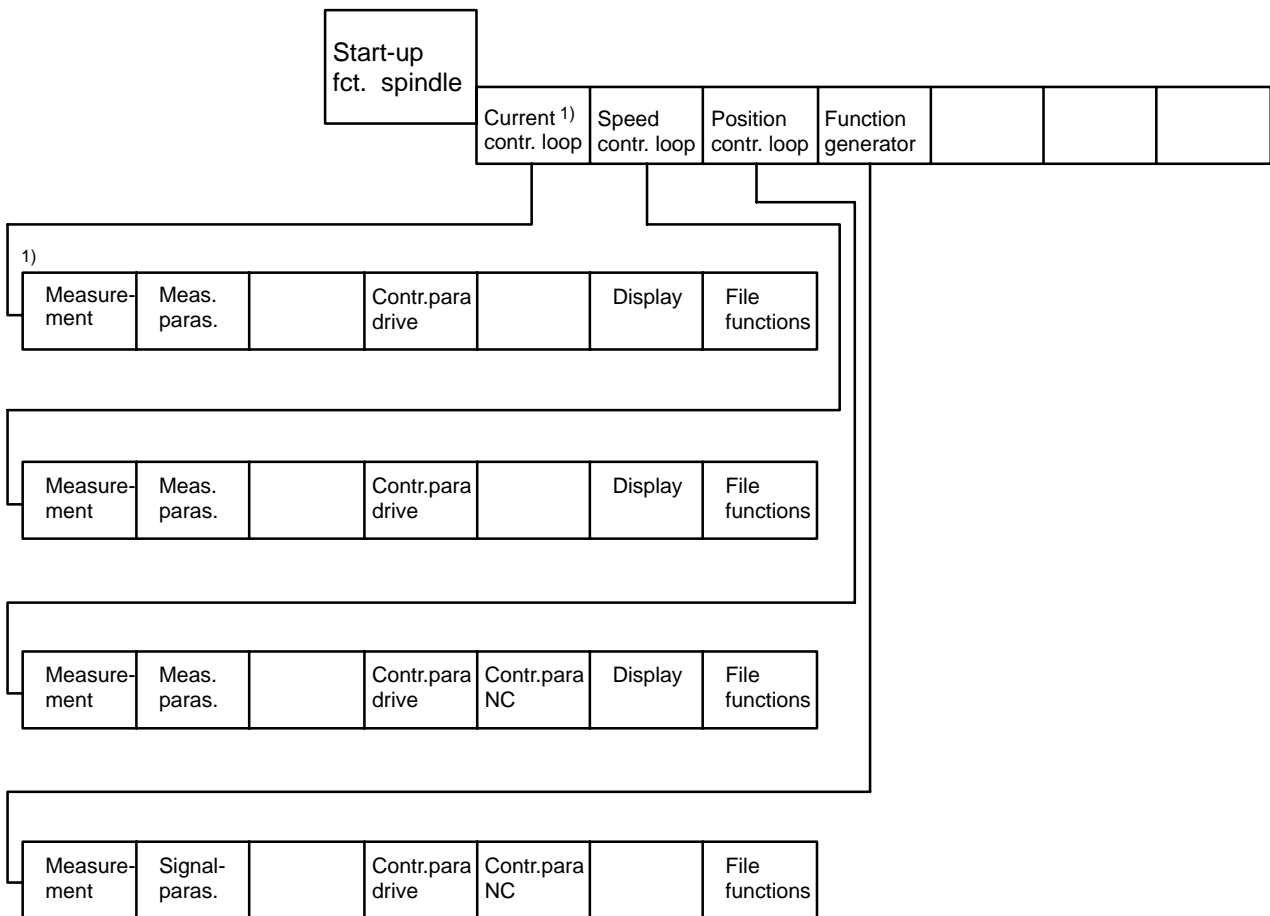 Start-up
fct. spindle
Current 1)
contr. loop
Speed
contr. loop
Position
contr. loop
Function
generator
1)
Measure-
ment
Meas.
paras.
Contr.para
drive
Display
File
functions
Measure-
ment
Meas.
paras.
Contr.para
drive
Display
File
functions
Measure-
ment
Meas.
paras.
Contr.para
drive
Contr.para
NC
Display
File
functions
Measure-
ment
Signal-
paras.
Contr.para
drive
Contr.para
NC
File
functions